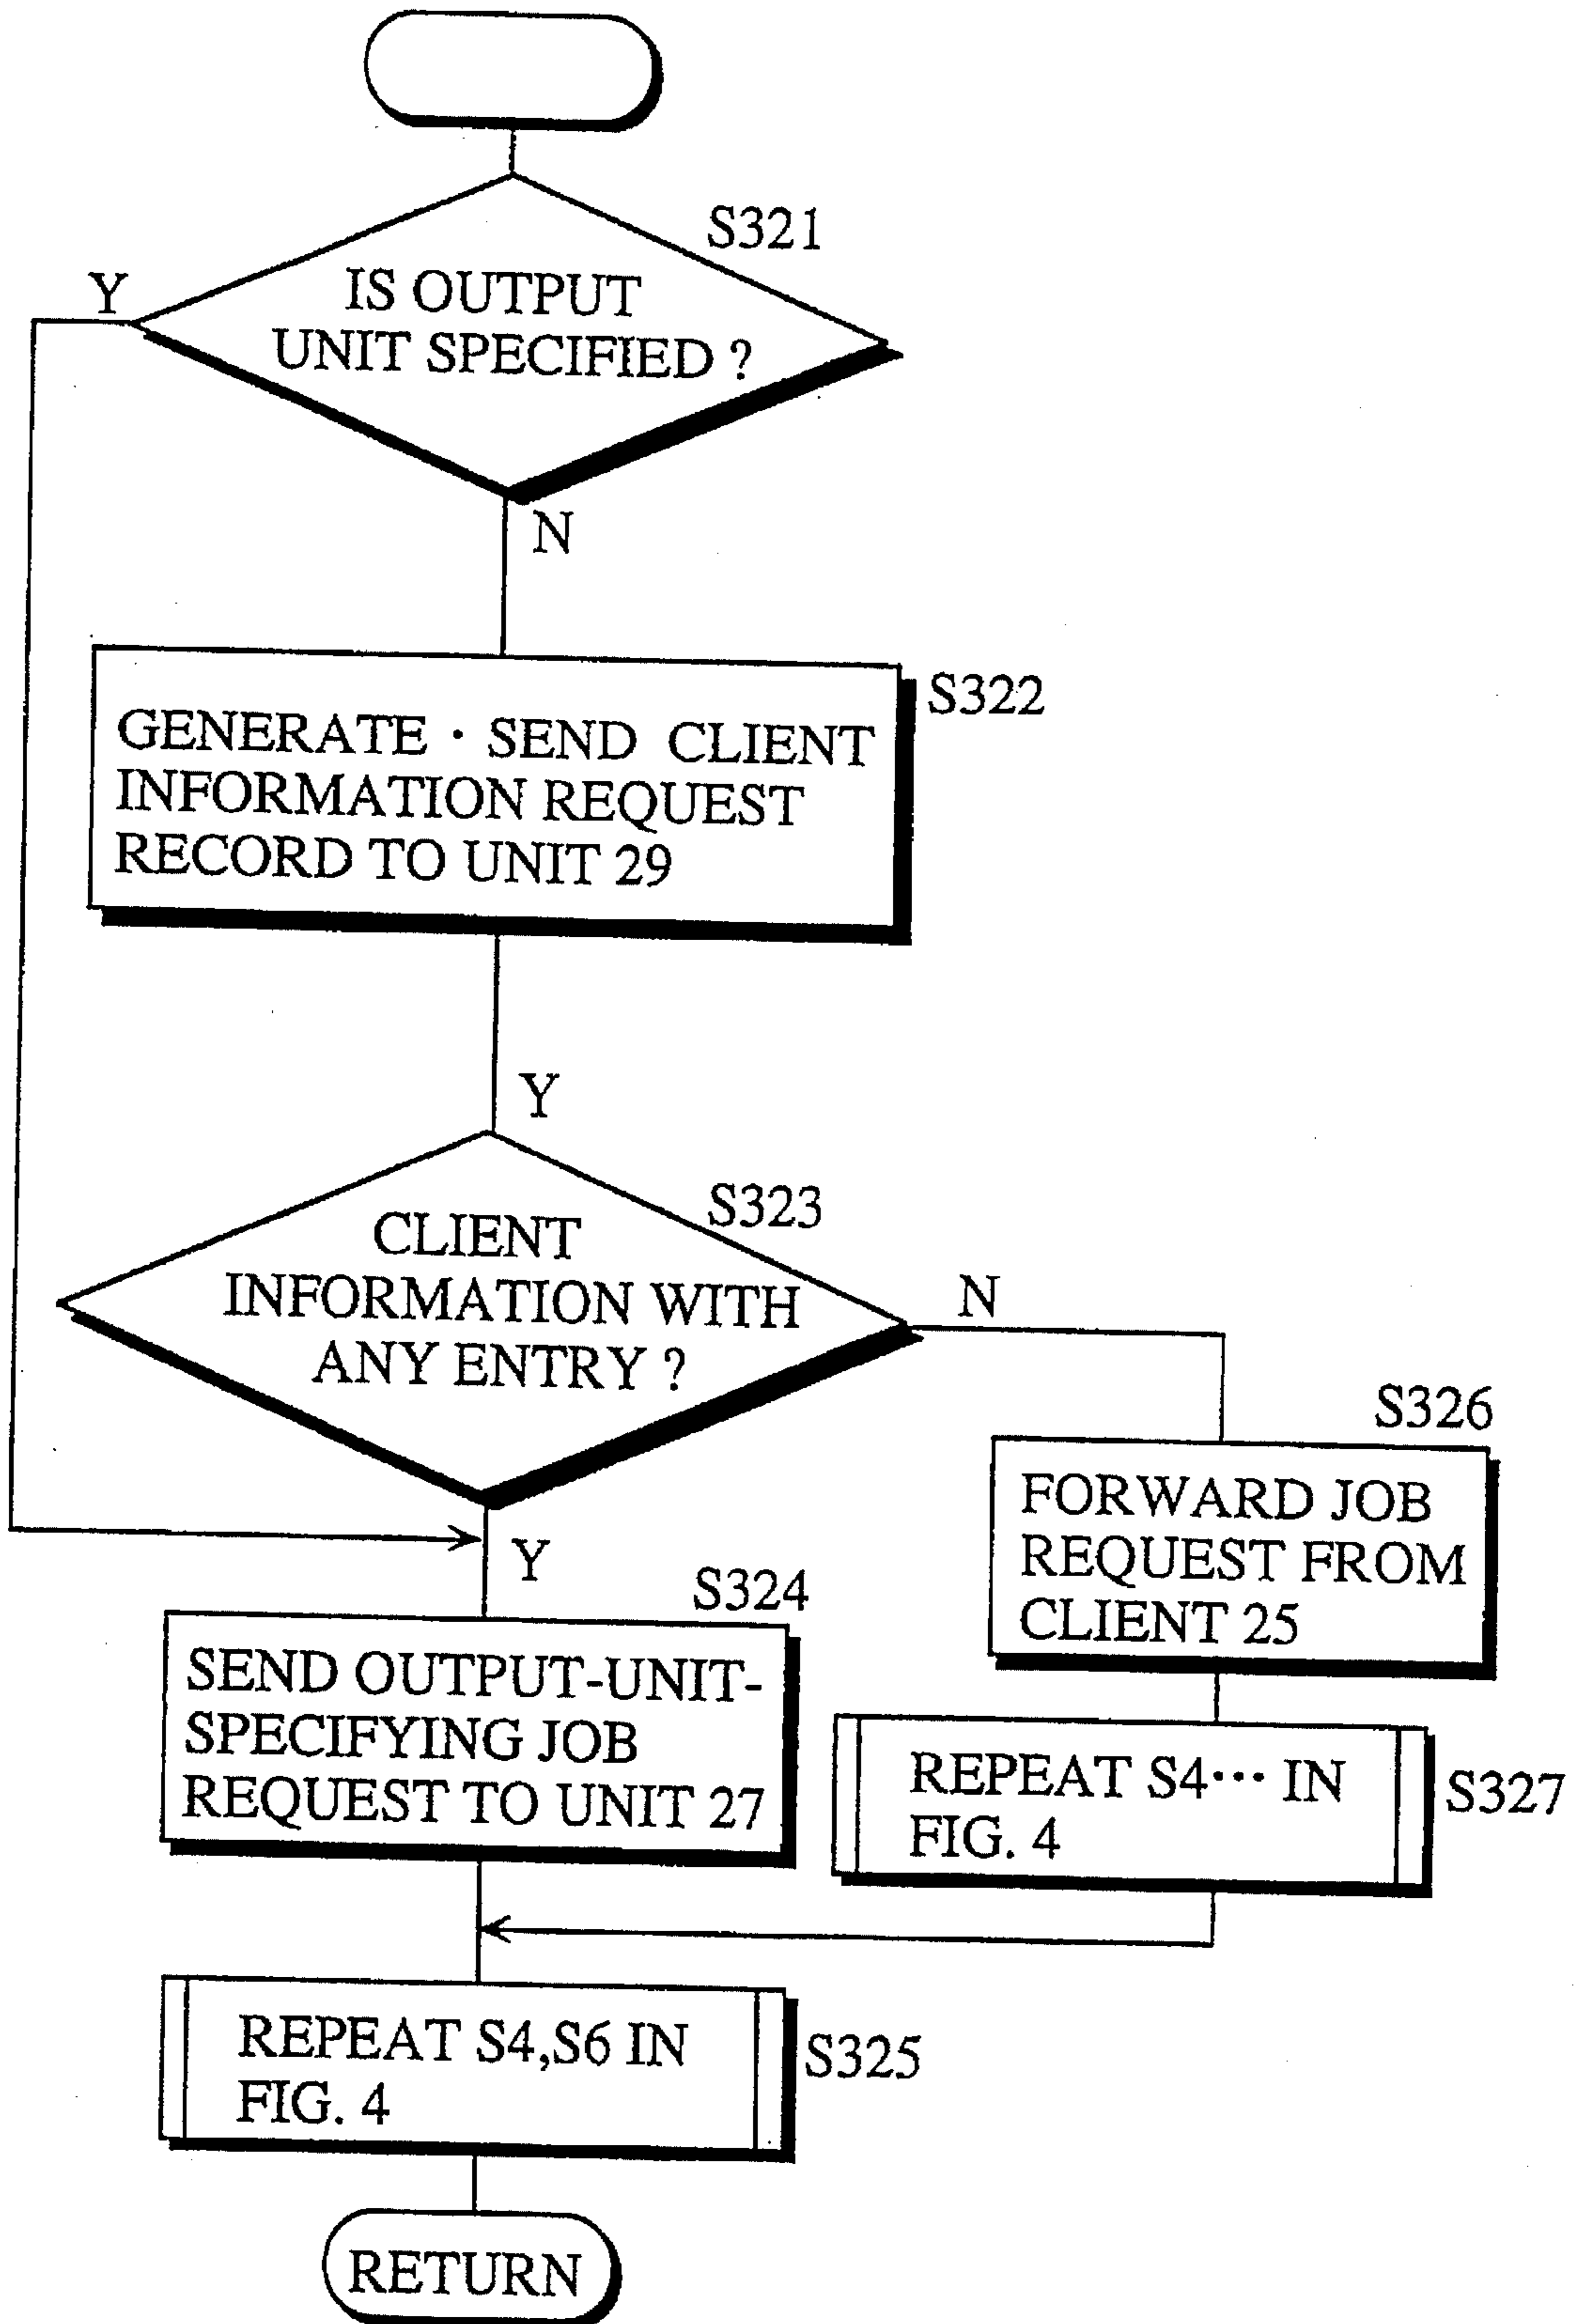 S321
Y
IS OUTPUT
UNIT SPECIFIED ?
N
S322
GENERATE · SEND CLIENT
INFORMATION REQUEST
RECORD TO UNIT 29
Y
S323
CLIENT
INFORMATION WITH
ANY ENTRY ?
N
S326
FORWARD JOB
REQUEST FROM
CLIENT 25
Y
S324
SEND OUTPUT-UNIT-
SPECIFYING JOB
REQUEST TO UNIT 27
REPEAT S4··· IN
FIG. 4
S327
REPEAT S4,S6 IN
FIG. 4
S325
RETURN